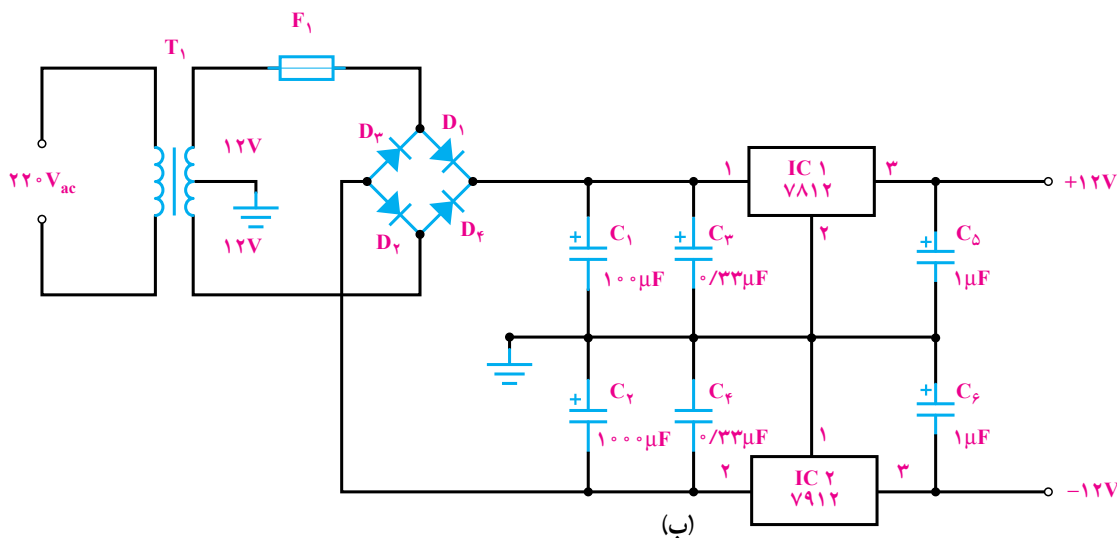 F۱
T۱
D۳
D۱
۱۲V
۲۲۰Vac
۱۲V
D۲
D۴
۱
IC ۱
۷۸۱۲
۳
+۱۲V
۲
+
C۱
۱۰۰μF
+
C۳
۰/۳۳μF
+
C۵
۱μF
+
C۲
۱۰۰۰μF
C۴
۰/۳۳μF
+
C۶
۱μF
۱
۲
IC ۲
۷۹۱۲
۳
–۱۲V
(ب)